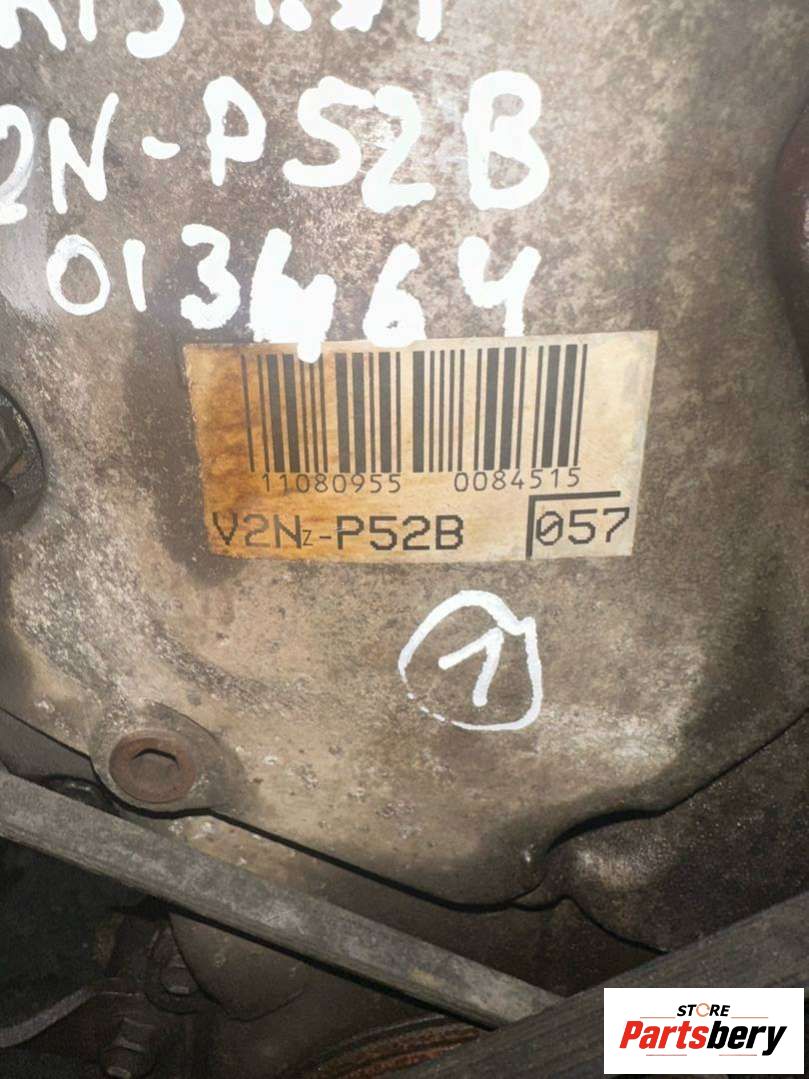 2N-P52B
013464
11080955 0084515
V2NZ-P52B 057
1
STORE
Partsbery